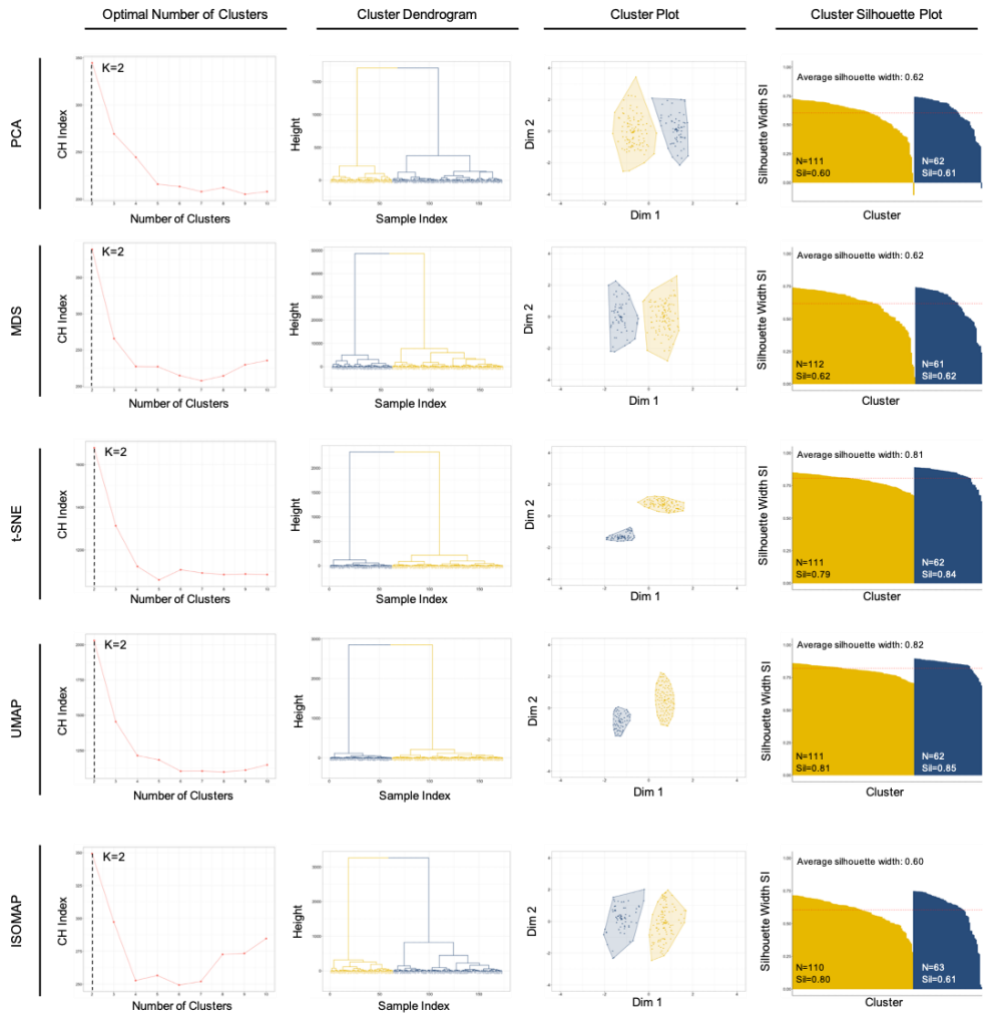 Optimal Number of Clusters
Cluster Dendrogram
Cluster Plot
Cluster Silhouette Plot
PCA
CH Index
K=2
Number of Clusters
Height
Sample Index
Dim 2
Dim 1
Silhouette Width SI
Average silhouette width: 0.62
N=111
Sil=0.60
N=62
Sil=0.61
Cluster
MDS
CH Index
K=2
Number of Clusters
Height
Sample Index
Dim 2
Dim 1
Silhouette Width SI
Average silhouette width: 0.62
N=112
Sil=0.62
N=61
Sil=0.62
Cluster
t-SNE
CH Index
K=2
Number of Clusters
Height
Sample Index
Dim 2
Dim 1
Silhouette Width SI
Average silhouette width: 0.81
N=111
Sil=0.79
N=62
Sil=0.84
Cluster
UMAP
CH Index
K=2
Number of Clusters
Height
Sample Index
Dim 2
Dim 1
Silhouette Width SI
Average silhouette width: 0.82
N=111
Sil=0.81
N=62
Sil=0.85
Cluster
ISOMAP
CH Index
K=2
Number of Clusters
Height
Sample Index
Dim 2
Dim 1
Silhouette Width SI
Average silhouette width: 0.60
N=110
Sil=0.80
N=63
Sil=0.61
Cluster